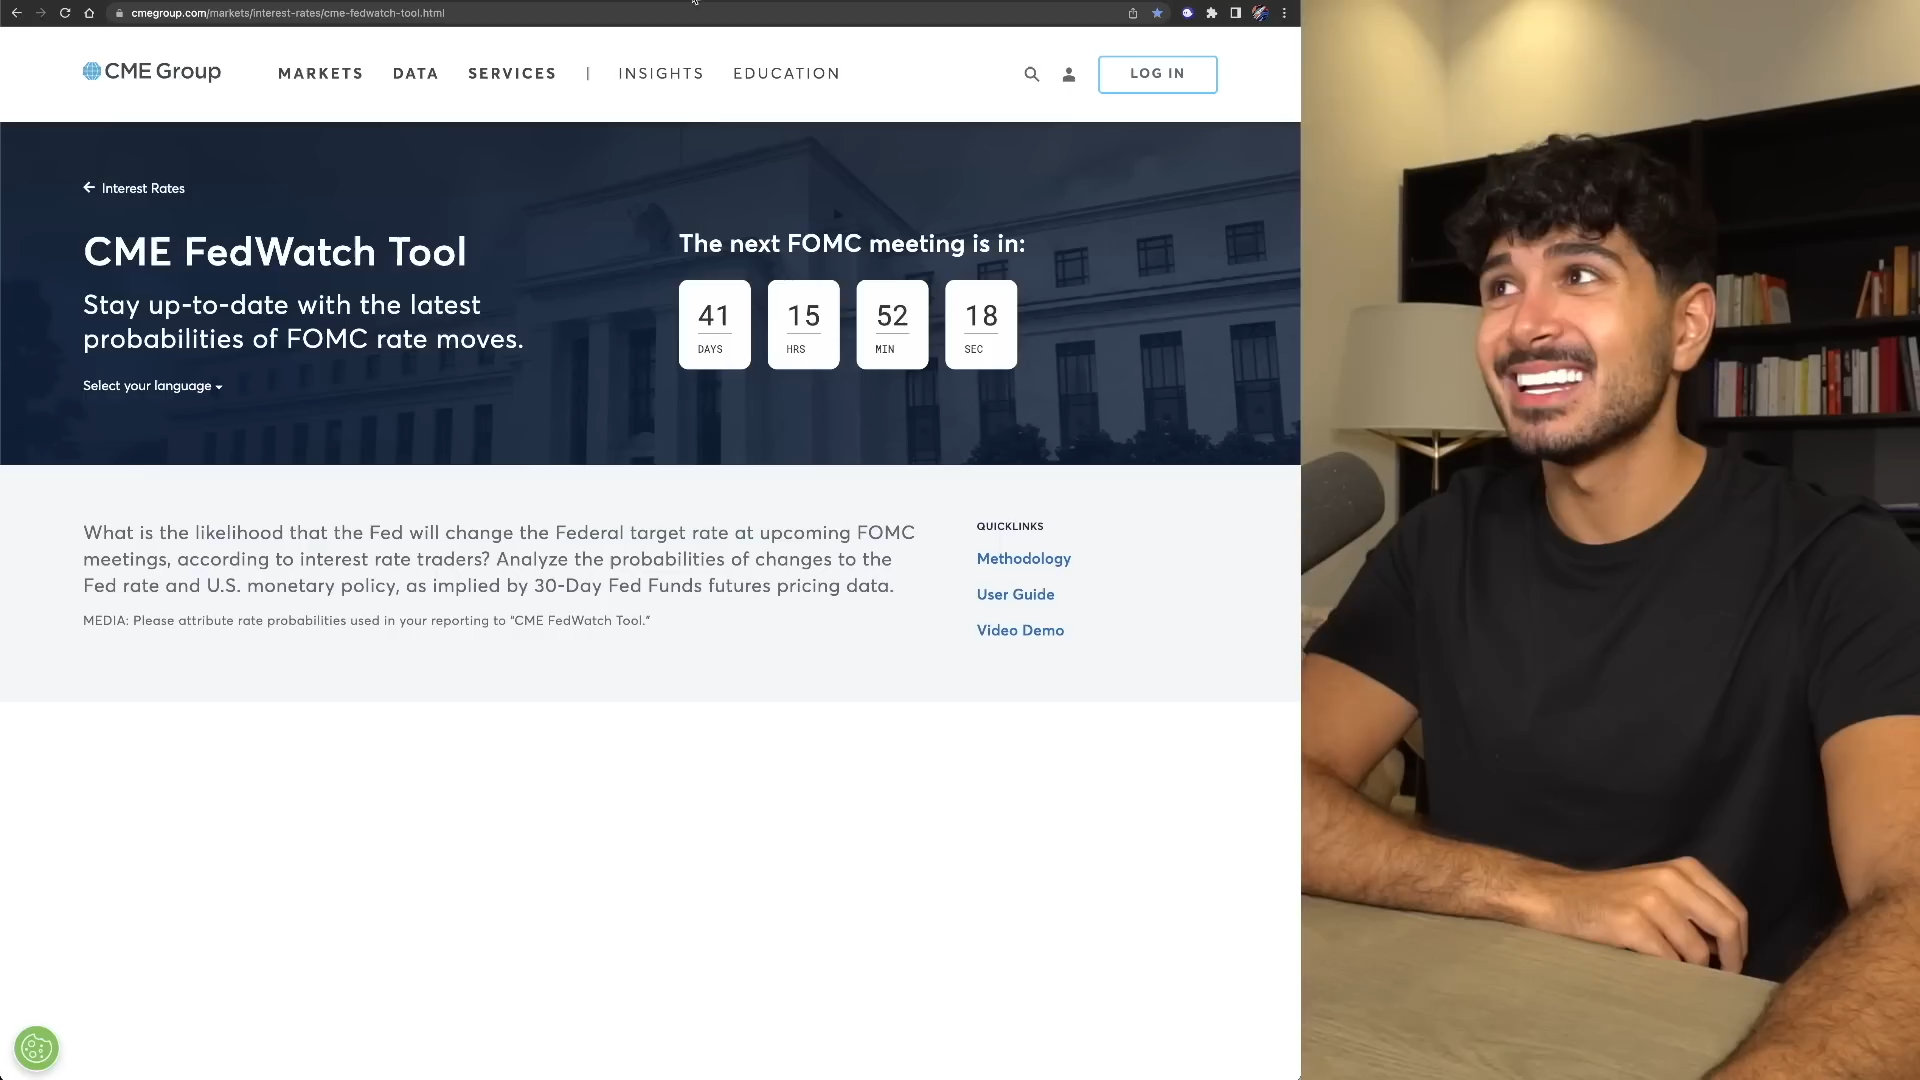 cmegroup.com/markets/interest-rates/cme-fedwatch-tool.html
CME Group
MARKETS
DATA
SERVICES
|
INSIGHTS
EDUCATION
LOG IN
Interest Rates
CME FedWatch Tool
Stay up-to-date with the latest
probabilities of FOMC rate moves.
Select your language
The next FOMC meeting is in:
41 15 52 18
DAYS HRS MIN SEC
What is the likelihood that the Fed will change the Federal target rate at upcoming FOMC
meetings, according to interest rate traders? Analyze the probabilities of changes to the
Fed rate and U.S. monetary policy, as implied by 30-Day Fed Funds futures pricing data.
MEDIA: Please attribute rate probabilities used in your reporting to "CME FedWatch Tool."
QUICKLINKS
Methodology
User Guide
Video Demo